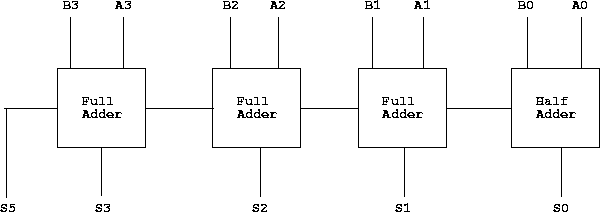 B3 A3 B2 A2 B1 A1 B0 A0
Full Full Full Half
Adder Adder Adder Adder
S5 S3 S2 S1 S0